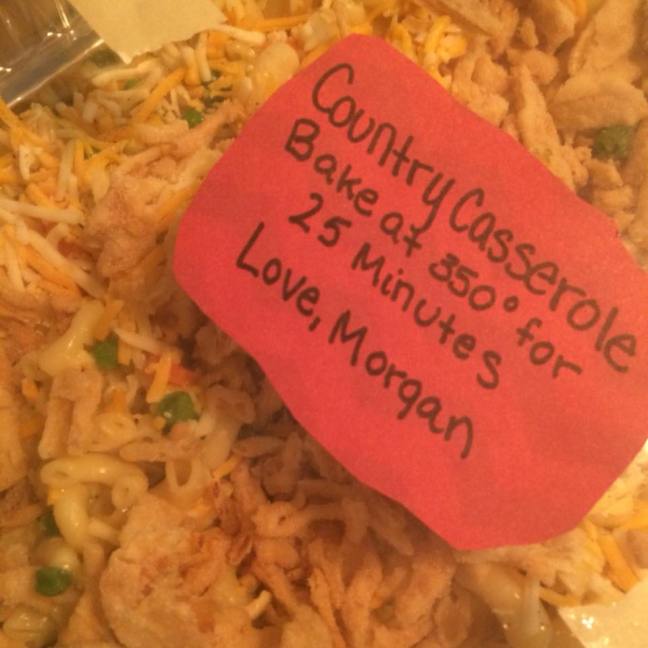 Country Casserole
Bake at 350° for
25 Minutes
Love, Morgan